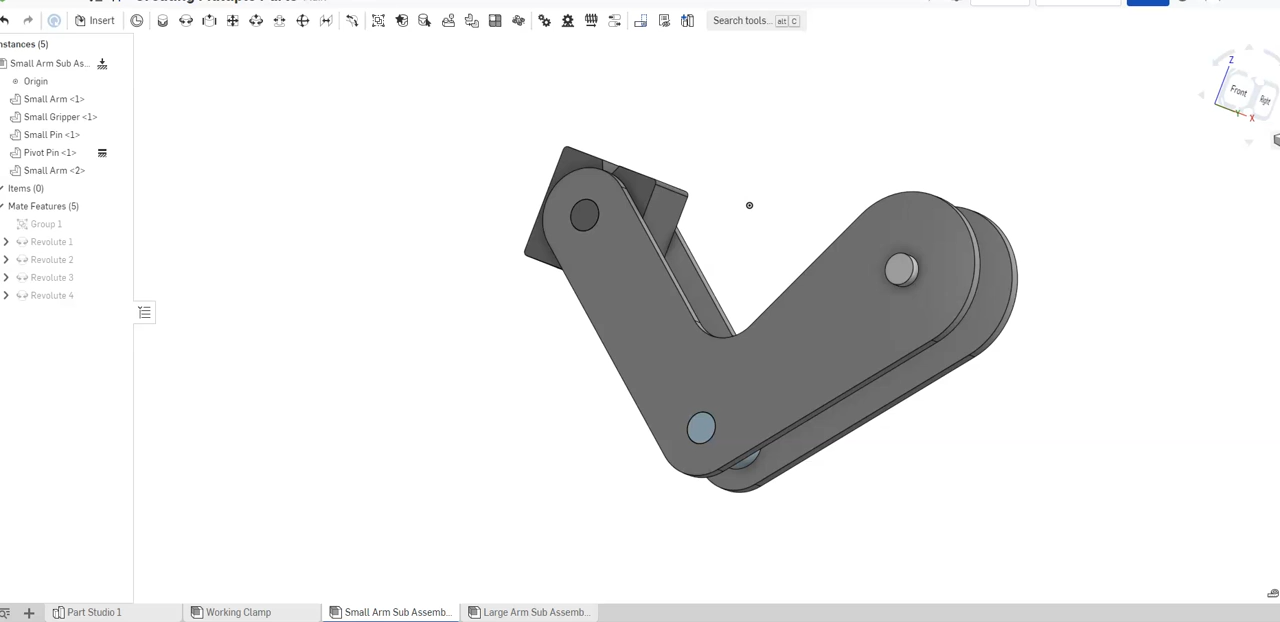 Insert
Search tools... alt C
nstances (5)
Small Arm Sub As...
Origin
Small Arm <1>
Small Gripper <1>
Small Pin <1>
Pivot Pin <1>
Small Arm <2>
Items (0)
Mate Features (5)
Group 1
Revolute 1
Revolute 2
Revolute 3
Revolute 4
Z
Front
Right
Y
X
Part Studio 1
Working Clamp
Small Arm Sub Assemb...
Large Arm Sub Assemb...